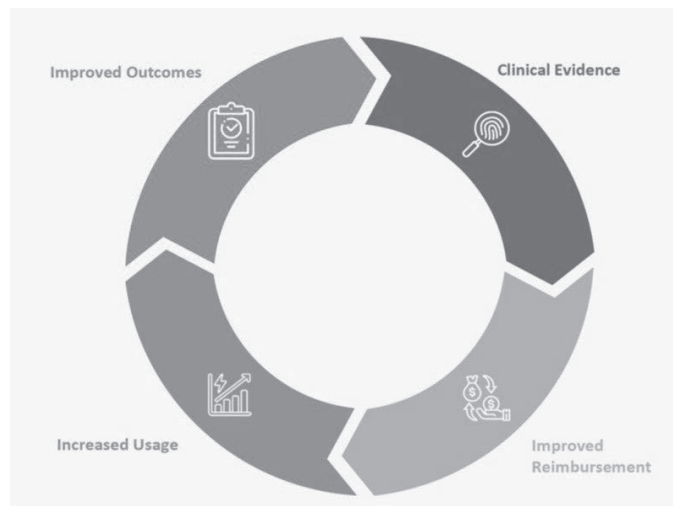 Improved Outcomes
Clinical Evidence
Increased Usage
Improved
Reimbursement